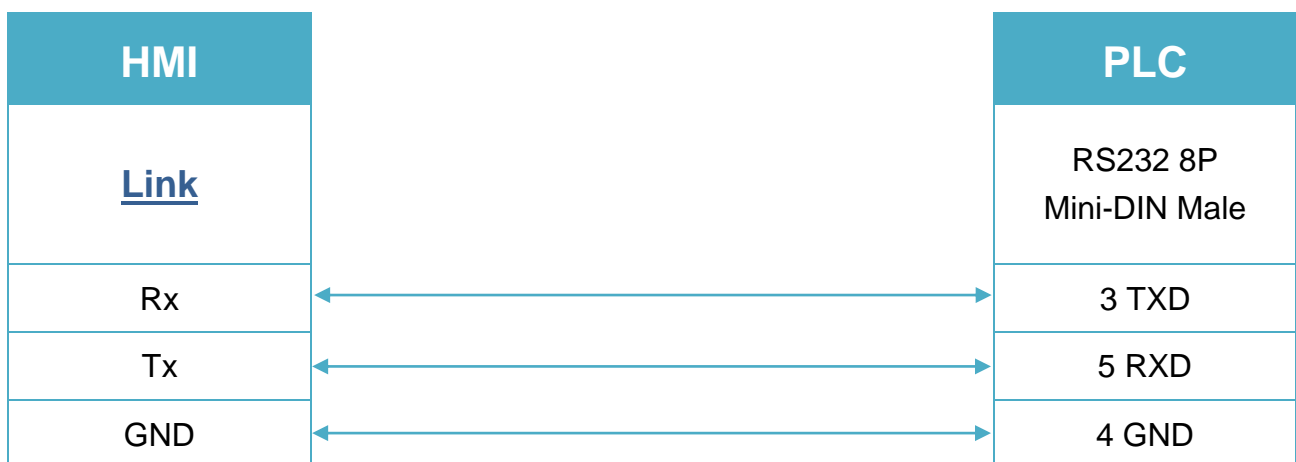 HMI
PLC
Link
RS232 8P
Mini-DIN Male
Rx
3 TXD
Tx
5 RXD
GND
4 GND